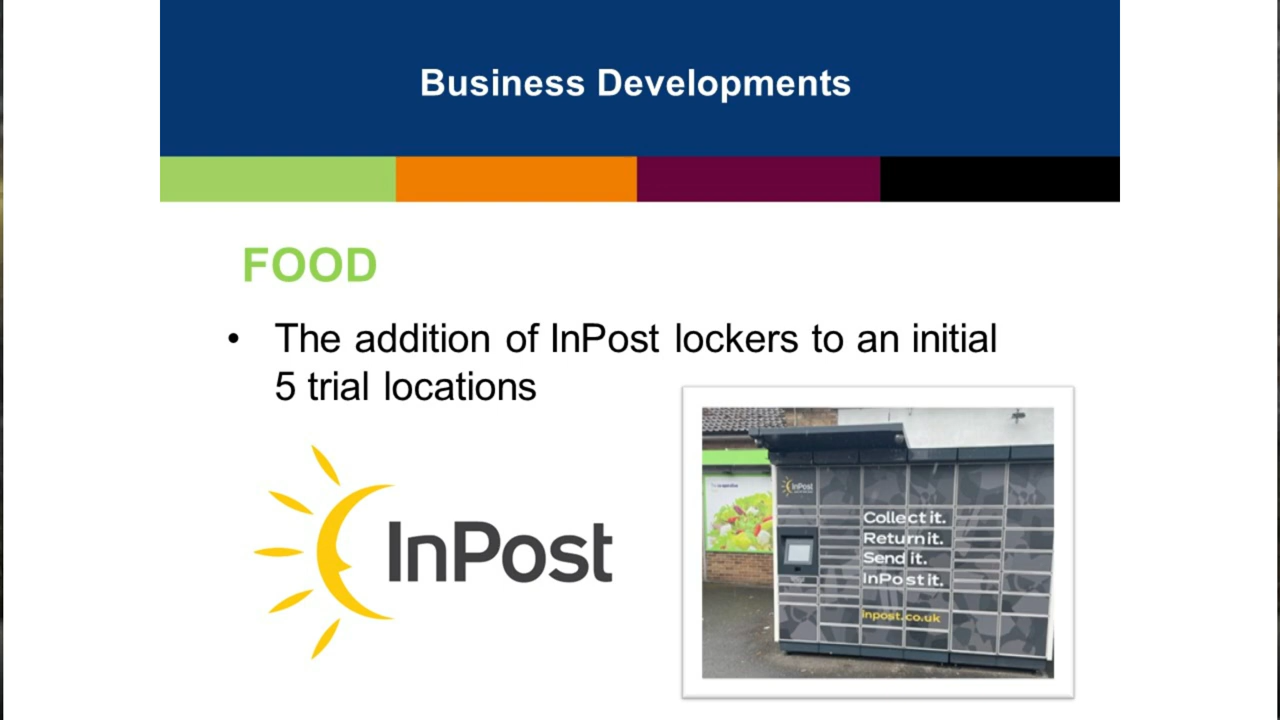 Business Developments
FOOD
• The addition of InPost lockers to an initial
5 trial locations
InPost
InPost
Collect it.
Return it.
Send it.
InPost it.
inpost.co.uk